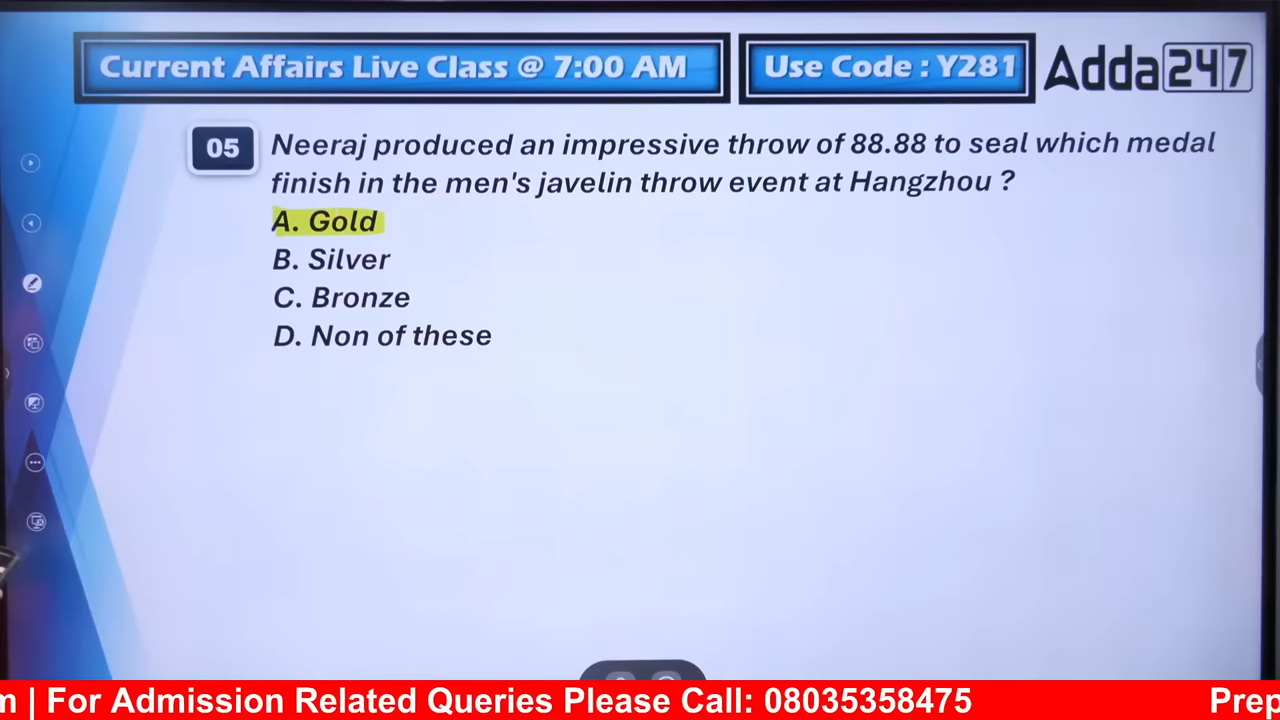 Current Affairs Live Class @ 7:00 AM
Use Code : Y281
Adda247
05
Neeraj produced an impressive throw of 88.88 to seal which medal
finish in the men's javelin throw event at Hangzhou ?
A. Gold
B. Silver
C. Bronze
D. Non of these
m | For Admission Related Queries Please Call: 08035358475
Prep